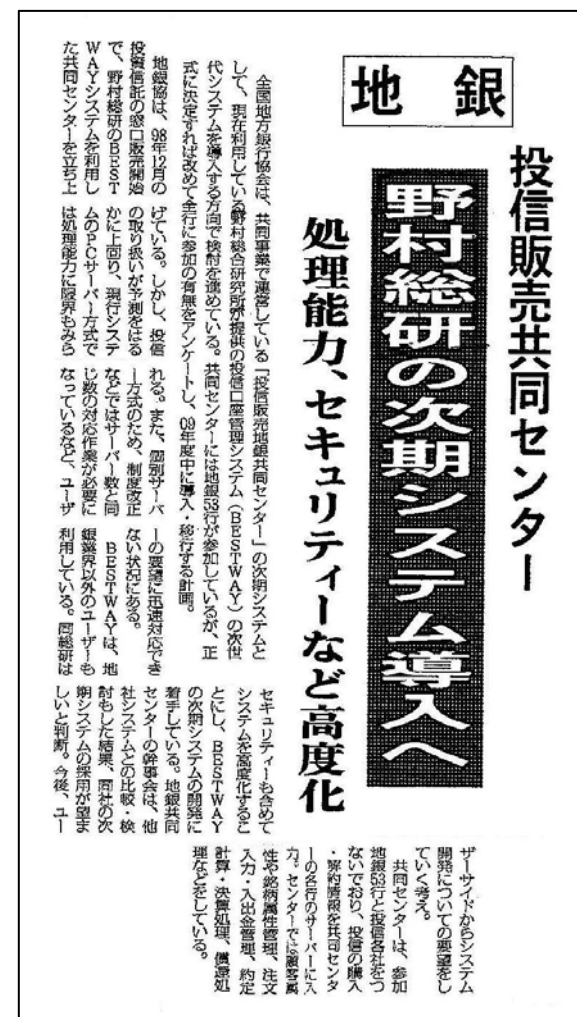 地銀
投信販売共同センター
野村総研の次期システム導入へ
処理能力、セキュリティーなど高度化
全国地方銀行協会は、共同事業で運営している「投信販売地銀共同センター」の次期システムと
して、現在利用している野村総合研究所が提供の投信口座管理システム(BESTWAY)の次世
代システムを導入する方向で検討を進めている。共同センターには地銀53行が参加しているが、正
式に決定すれば改めて全行に参加の有無をアンケートし、09年度中に導入・移行する計画。
地銀協は、98年12月の
投資信託の窓口販売開始
で、野村総研のBEST
WAYシステムを利用し
た共同センターを立ち上
げている。しかし、投信
の取り扱いが予測をはる
かに上回り、現行システ
ムのPCサーバー方式で
は処理能力に限界もみら
れる。また、個別サーバ
ー方式のため、制度改正
などではサーバー数と同
じ数の対応作業が必要に
なっているなど、ユーザ
ーの要望に迅速対応でき
ない状況にある。
BESTWAYは、地
銀業界以外のユーザーも
利用している。同総研は
セキュリティーも含めて
システムを高度化するこ
とにし、BESTWAY
の次期システムの開発に
着手している。地銀共同
センターの幹事会は、他
社システムとの比較・検
討もした結果、同社の次
期システムの採用が望ま
しいと判断。今後、ユー
ザーサイドからシステム
開発についての要望をし
ていく考え。
共同センターは、参加
地銀53行と投信各社をつ
ないでおり、投信の購入
・解約情報を共同センタ
ーの各行のサーバーに入
力。センターでは顧客属
性や銘柄属性管理、注文
入力・入出金管理、約定
計算・決算処理、償還処
理などをしている。